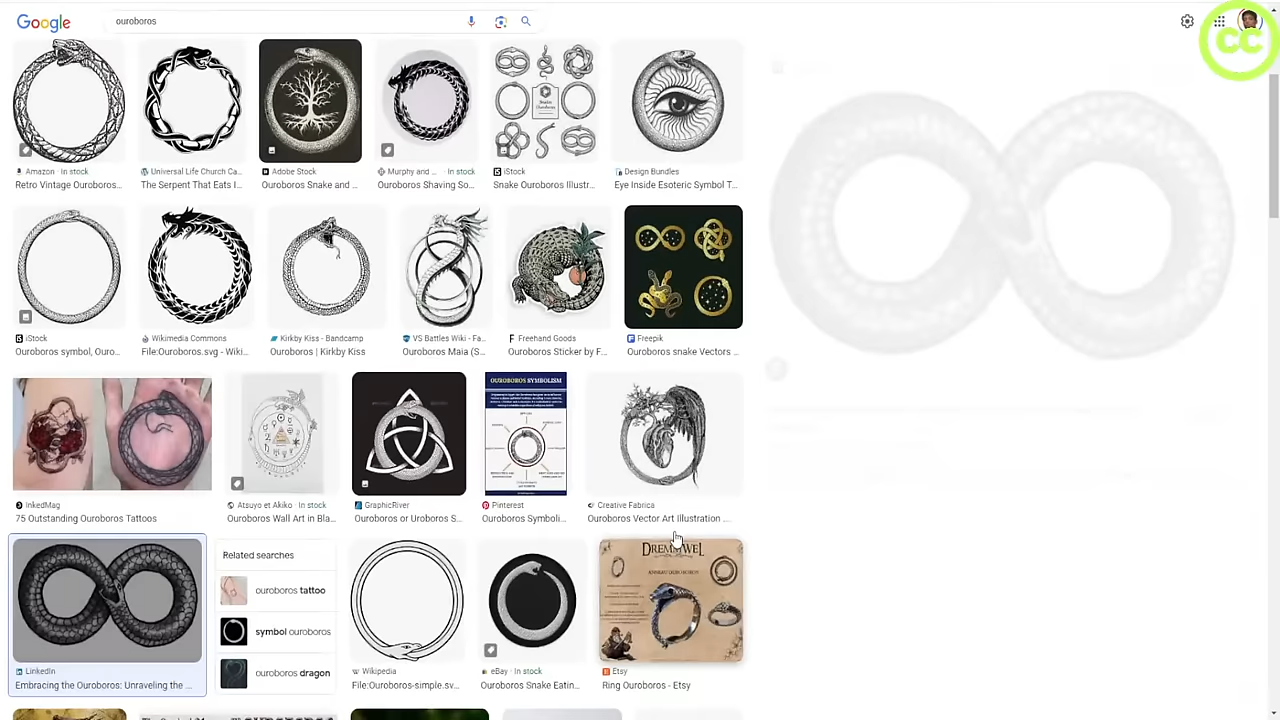 Google
ouroboros
CC
Amazon · In stock
Retro Vintage Ouroboros...
Universal Life Church Ca...
The Serpent That Eats I...
Adobe Stock
Ouroboros Snake and ...
Murphy and ... · In stock
Ouroboros Shaving So...
iStock
Snake Ouroboros Illustr...
Design Bundles
Eye Inside Esoteric Symbol T...
iStock
Ouroboros symbol, Ouro...
Wikimedia Commons
File:Ouroboros.svg - Wiki...
Kirkby Kiss - Bandcamp
Ouroboros | Kirkby Kiss
VS Battles Wiki - Fa...
Ouroboros Maia (S...
Freehand Goods
Ouroboros Sticker by F...
Freepik
Ouroboros snake Vectors ...
OUROBOROS SYMBOLISM
InkedMag
75 Outstanding Ouroboros Tattoos
Atsuyo et Akiko · In stock
Ouroboros Wall Art in Bla...
GraphicRiver
Ouroboros or Uroboros S...
Pinterest
Ouroboros Symboli...
Creative Fabrica
Ouroboros Vector Art Illustration ...
Related searches
ouroboros tattoo
symbol ouroboros
ouroboros dragon
LinkedIn
Embracing the Ouroboros: Unraveling the ...
Wikipedia
File:Ouroboros-simple.sv...
eBay · In stock
Ouroboros Snake Eatin...
Etsy
Ring Ouroboros - Etsy